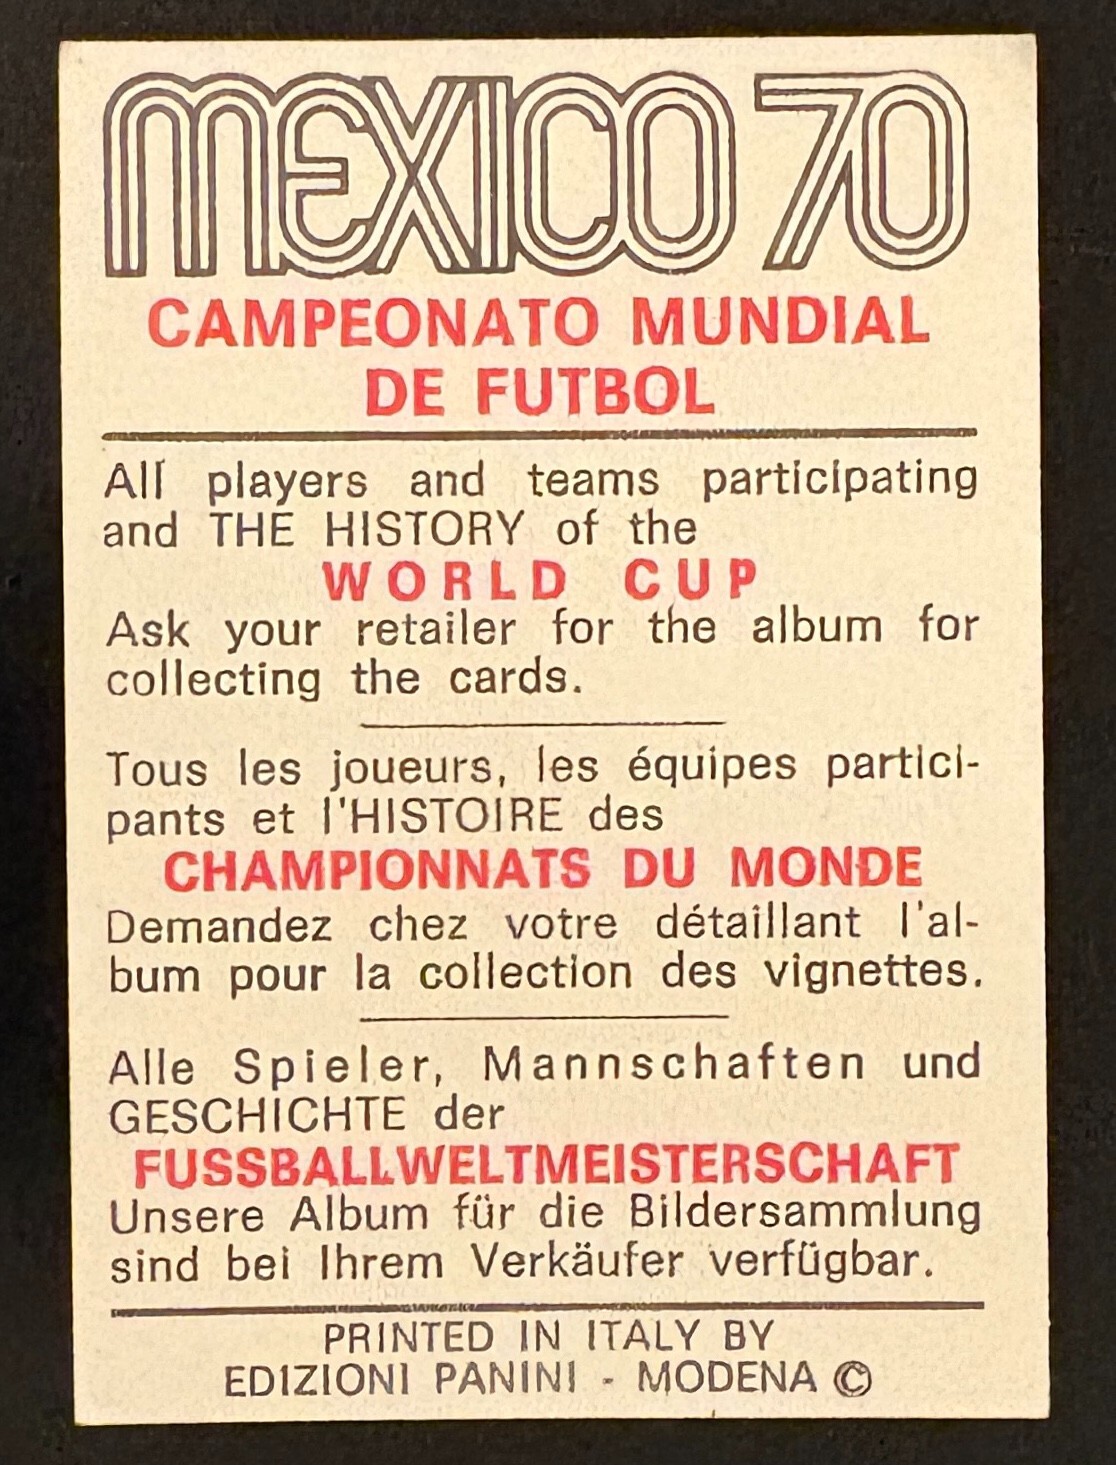 MEXICO 70
CAMPEONATO MUNDIAL
DE FUTBOL
All players and teams participating
and THE HISTORY of the
WORLD CUP
Ask your retailer for the album for
collecting the cards.
Tous les joueurs, les équipes partici-
pants et l'HISTOIRE des
CHAMPIONNATS DU MONDE
Demandez chez votre détaillant l'al-
bum pour la collection des vignettes.
Alle Spieler, Mannschaften und
GESCHICHTE der
FUSSBALLWELTMEISTERSCHAFT
Unsere Album für die Bildersammlung
sind bei Ihrem Verkäufer verfügbar.
PRINTED IN ITALY BY
EDIZIONI PANINI - MODENA ©